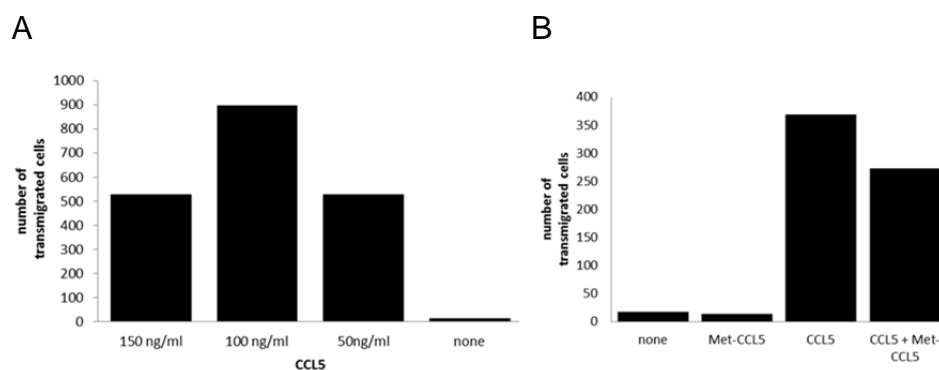 A
B
number of
transmigrated cells
1000
900
800
700
600
500
400
300
200
100
0
150 ng/ml 100 ng/ml 50ng/ml none
CCL5
number of
transmigrated cells
400
350
300
250
200
150
100
50
0
none Met-CCL5 CCL5 CCL5 + Met-
CCL5